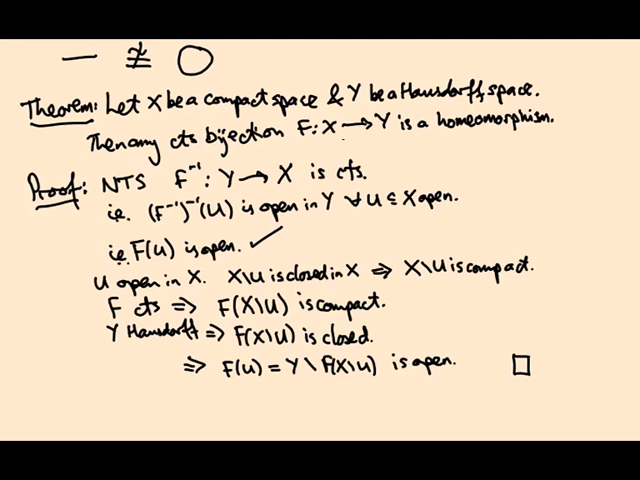 — ≇ ○
Theorem: Let X be a compact space & Y be a Hausdorff space.
Then any cts bijection F: X → Y is a homeomorphism.
Proof: NTS F⁻¹: Y → X is cts.
i.e. (F⁻¹)⁻¹(U) is open in Y ∀ U ⊆ X open.
i.e. F(U) is open. ✓
U open in X. X\U is closed in X ⇒ X\U is compact.
F cts ⇒ F(X\U) is compact.
Y Hausdorff ⇒ F(X\U) is closed.
⇒ F(U) = Y \ F(X\U) is open. □